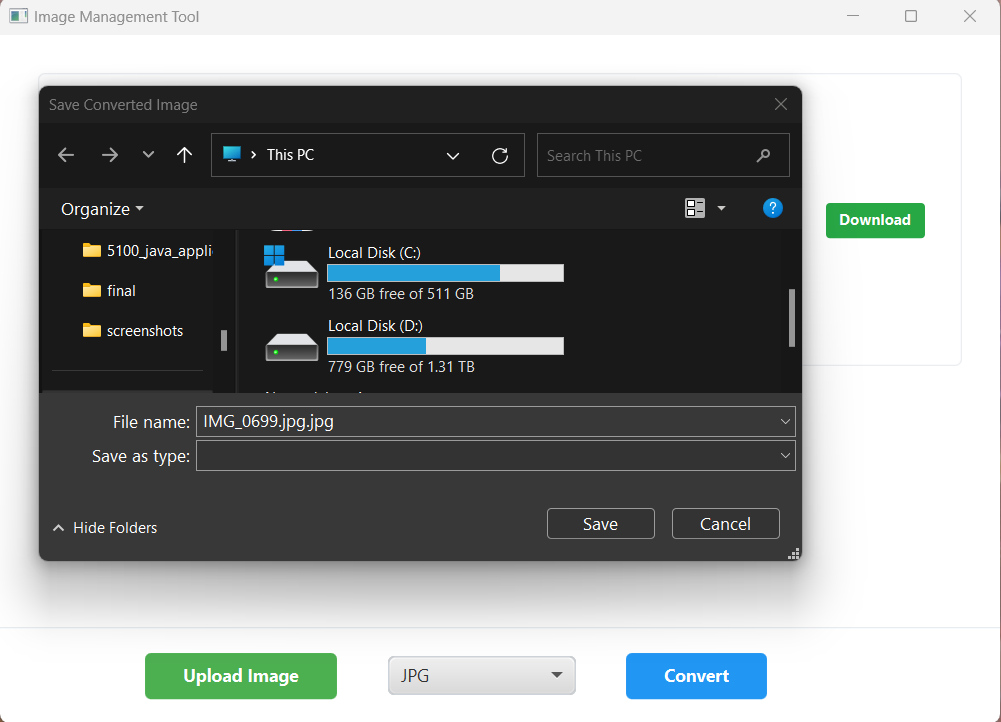 Image Management Tool
Save Converted Image
This PC
Search This PC
Organize
?
5100_java_appli
final
screenshots
Local Disk (C:)
136 GB free of 511 GB
Local Disk (D:)
779 GB free of 1.31 TB
Download
File name: IMG_0699.jpg.jpg
Save as type:
Hide Folders
Save
Cancel
Upload Image
JPG
Convert